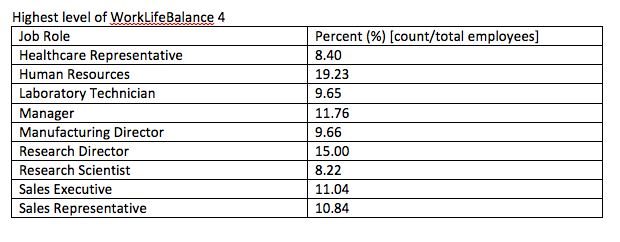 Highest level of WorkLifeBalance 4
Job Role Percent (%) [count/total employees]
Healthcare Representative 8.40
Human Resources 19.23
Laboratory Technician 9.65
Manager 11.76
Manufacturing Director 9.66
Research Director 15.00
Research Scientist 8.22
Sales Executive 11.04
Sales Representative 10.84